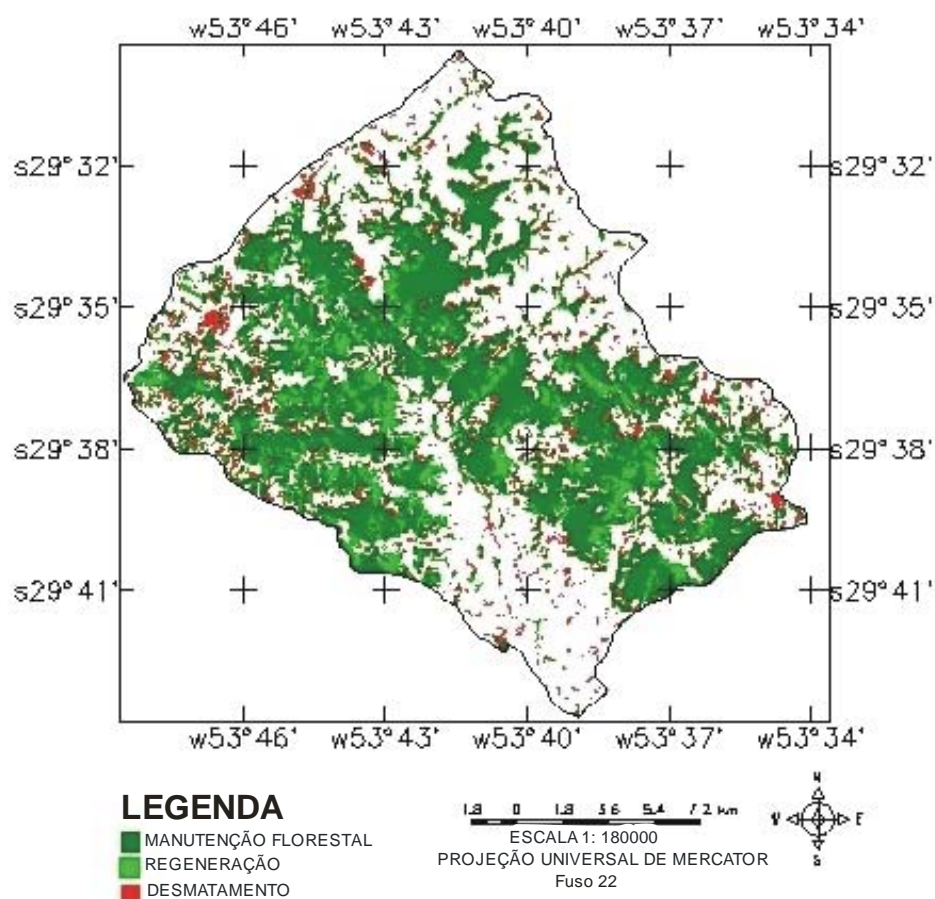 w53°46' w53°43' w53°40' w53°37' w53°34'
s29°32' s29°32'
s29°35' s29°35'
s29°38' s29°38'
s29°41' s29°41'
w53°46' w53°43' w53°40' w53°37' w53°34'
LEGENDA
MANUTENÇÃO FLORESTAL
REGENERAÇÃO
DESMATAMENTO
1.8 0 1.8 3.6 5.4 7.2 km
ESCALA 1: 180000
PROJEÇÃO UNIVERSAL DE MERCATOR
Fuso 22
N
E
S